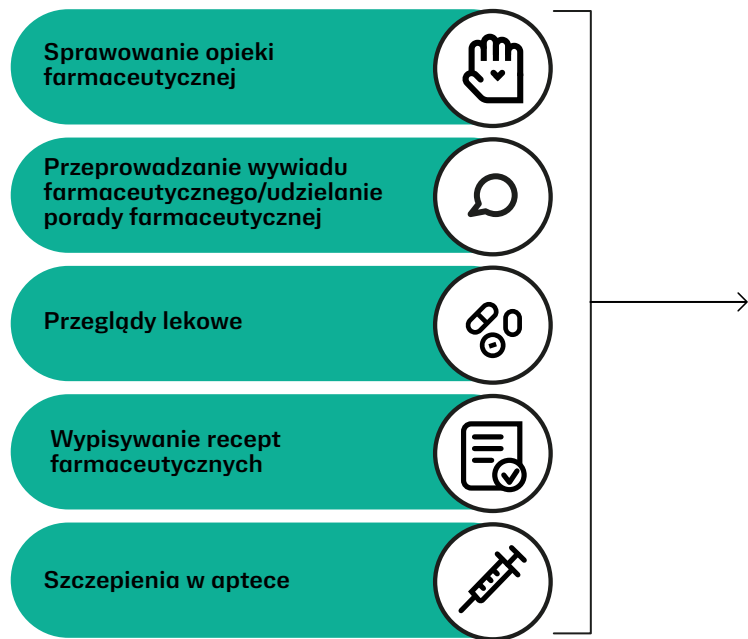 Sprawowanie opieki
farmaceutycznej
Przeprowadzanie wywiadu
farmaceutycznego/udzielanie
porady farmaceutycznej
Przeglądy lekowe
Wypisywanie recept
farmaceutycznych
Szczepienia w aptece